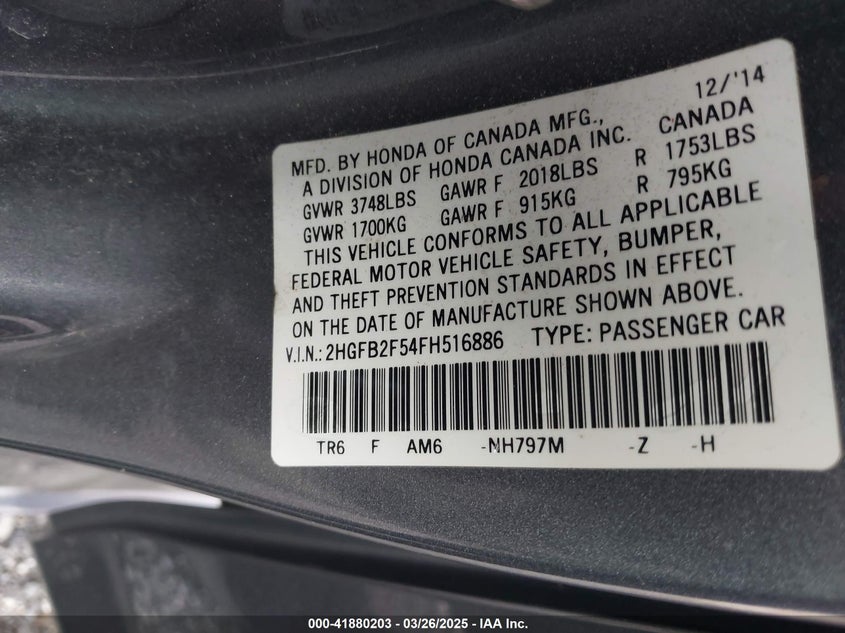 12/'14
MFD. BY HONDA OF CANADA MFG.,
A DIVISION OF HONDA CANADA INC. CANADA
GVWR 3748LBS GAWR F 2018LBS R 1753LBS
GVWR 1700KG GAWR F 915KG R 795KG
THIS VEHICLE CONFORMS TO ALL APPLICABLE
FEDERAL MOTOR VEHICLE SAFETY, BUMPER,
AND THEFT PREVENTION STANDARDS IN EFFECT
ON THE DATE OF MANUFACTURE SHOWN ABOVE.
V.I.N.: 2HGFB2F54FH516886 TYPE: PASSENGER CAR
TR6 F AM6 -NH797M -Z -H
000-41880203 - 03/26/2025 - IAA Inc.